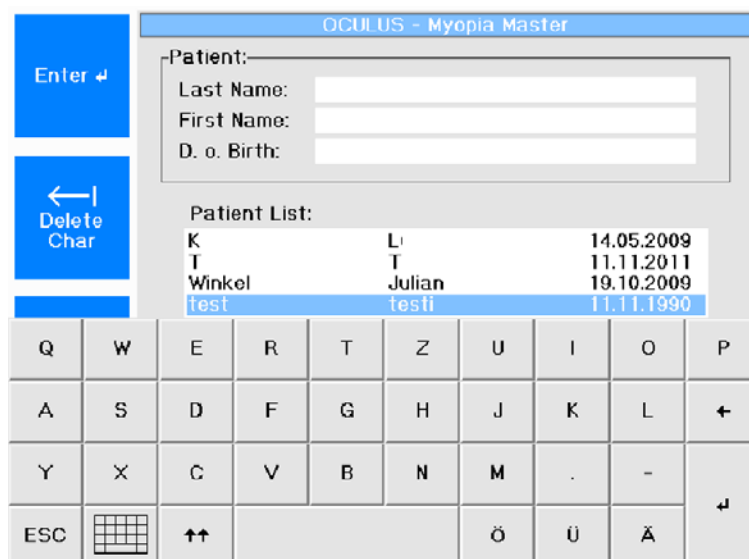 OCULUS - Myopia Master
Enter ↵
Patient:
Last Name:
First Name:
D. o. Birth:
Delete
Char
Patient List:
K 14.05.2009
T T 11.11.2011
Winkel Julian 19.10.2009
test testi 11.11.1990
Q W E R T Z U I O P
A S D F G H J K L ←
Y X C V B N M . - ↵
ESC ↑↑ Ö Ü Ä